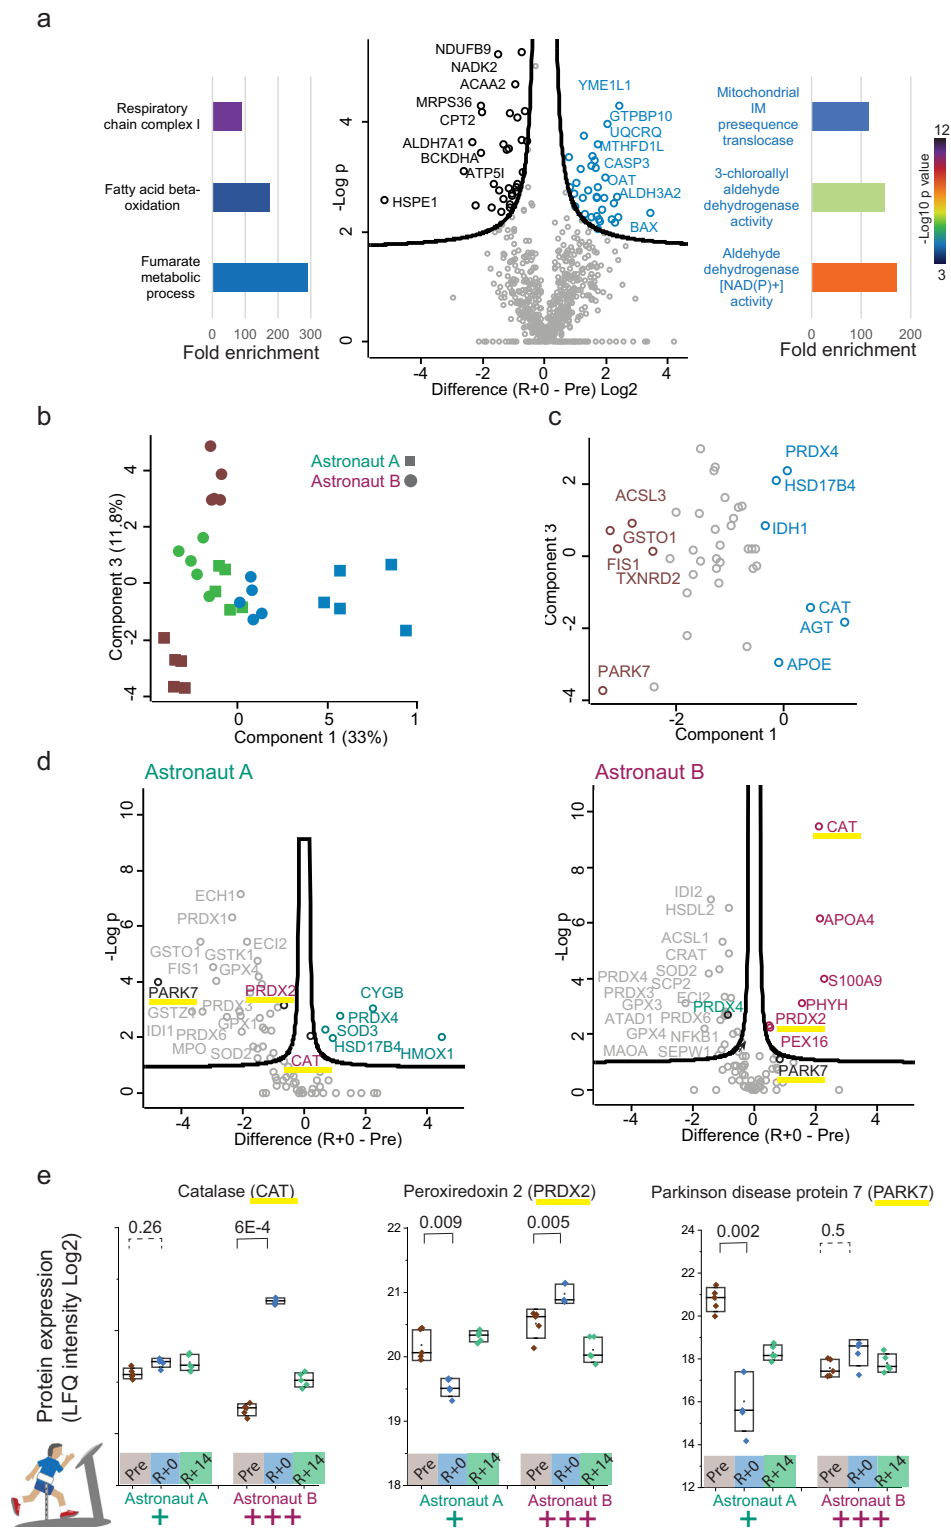 a
Respiratory
chain complex I
Fatty acid beta-
oxidation
Fumarate
metabolic
process
0 100 200 300
Fold enrichment
-Log p
4
2
0
NDUFB9
NADK2
ACAA2
MRPS36
CPT2
ALDH7A1
BCKDHA
ATP5I
HSPE1
YME1L1
GTPBP10
UQCRQ
MTHFD1L
CASP3
OAT
ALDH3A2
BAX
-4 -2 0 2 4
Difference (R+0 - Pre) Log2
Mitochondrial
IM
presequence
translocase
3-chloroallyl
aldehyde
dehydrogenase
activity
Aldehyde
dehydrogenase
[NAD(P)+]
activity
0 100 200
Fold enrichment
12
-Log10 p value
3
b
Component 3 (11.8%)
4
2
0
-2
-4
Astronaut A
Astronaut B
0 5 1
Component 1 (33%)
c
Component 3
2
0
-2
-4
PRDX4
HSD17B4
ACSL3
GSTO1
IDH1
FIS1
TXNRD2
CAT
AGT
APOE
PARK7
-2 0
Component 1
d
Astronaut A
-Log p
10
8
6
4
2
0
ECH1
PRDX1
GSTO1
GSTK1
ECI2
FIS1
GPX4
PARK7
PRDX2
CYGB
GSTZ1
PRDX3
PRDX4
IDI1
GPX1
SOD3
PRDX6
HSD17B4
MPO
SOD2
CAT
HMOX1
-4 -2 0 2 4
Difference (R+0 - Pre)
Astronaut B
-Log p
10
8
6
4
2
0
CAT
IDI2
HSDL2
APOA4
ACSL1
CRAT
SOD2
PRDX4
SCP2
S100A9
PRDX3
ECI2
GPX3
PRDX4
PHYH
ATAD1
PRDX6
PRDX2
GPX4
NFKB1
PEX16
MAOA
SEPW1
PARK7
-4 -2 0 2 4
Difference (R+0 - Pre)
e
Protein expression
(LFQ intensity Log2)
Catalase (CAT)
0.26
6E-4
Pre R+0 R+14 Pre R+0 R+14
Astronaut A Astronaut B
+ +++
Peroxiredoxin 2 (PRDX2)
22
21
20
19
18
0.009
0.005
Pre R+0 R+14 Pre R+0 R+14
Astronaut A Astronaut B
+ +++
Parkinson disease protein 7 (PARK7)
24
22
20
18
16
14
12
0.002
0.5
Pre R+0 R+14 Pre R+0 R+14
Astronaut A Astronaut B
+ +++